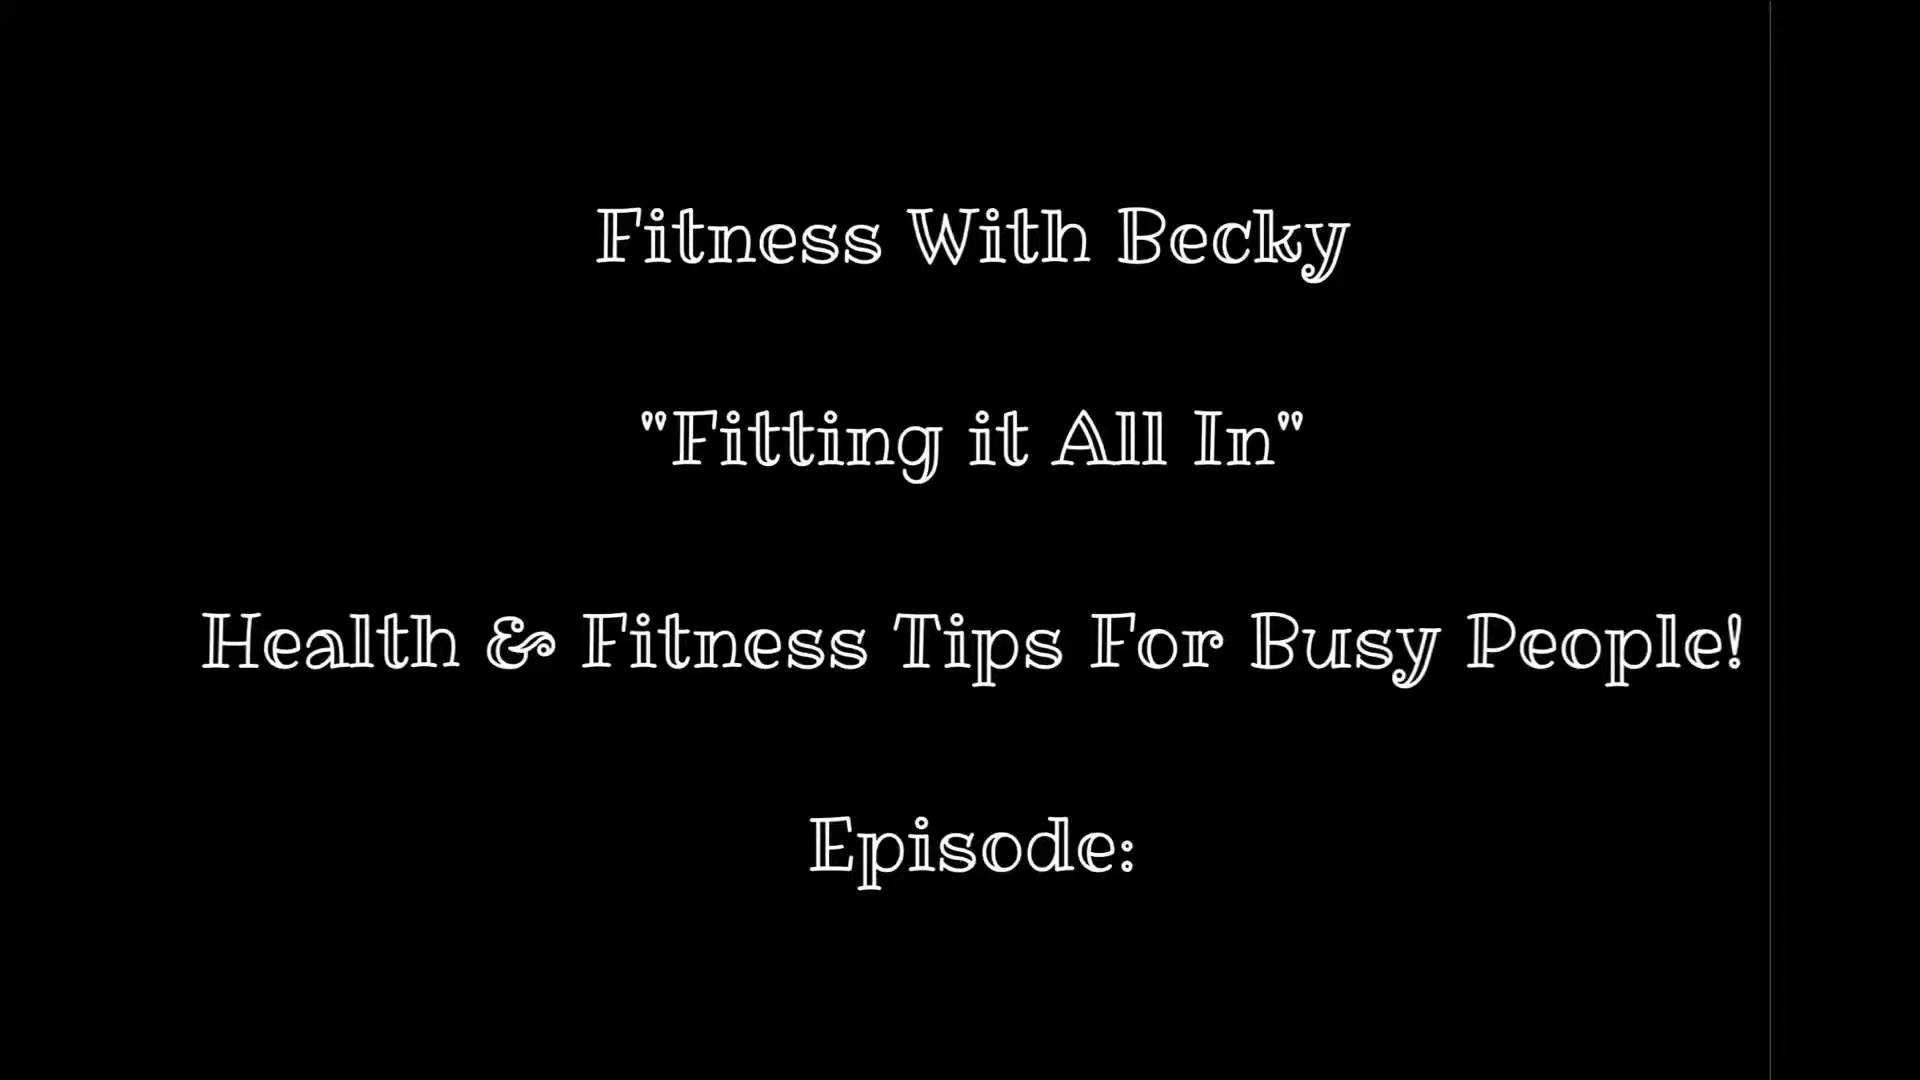 Fitness With Becky
"Fitting it All In"
Health & Fitness Tips For Busy People!
Episode: